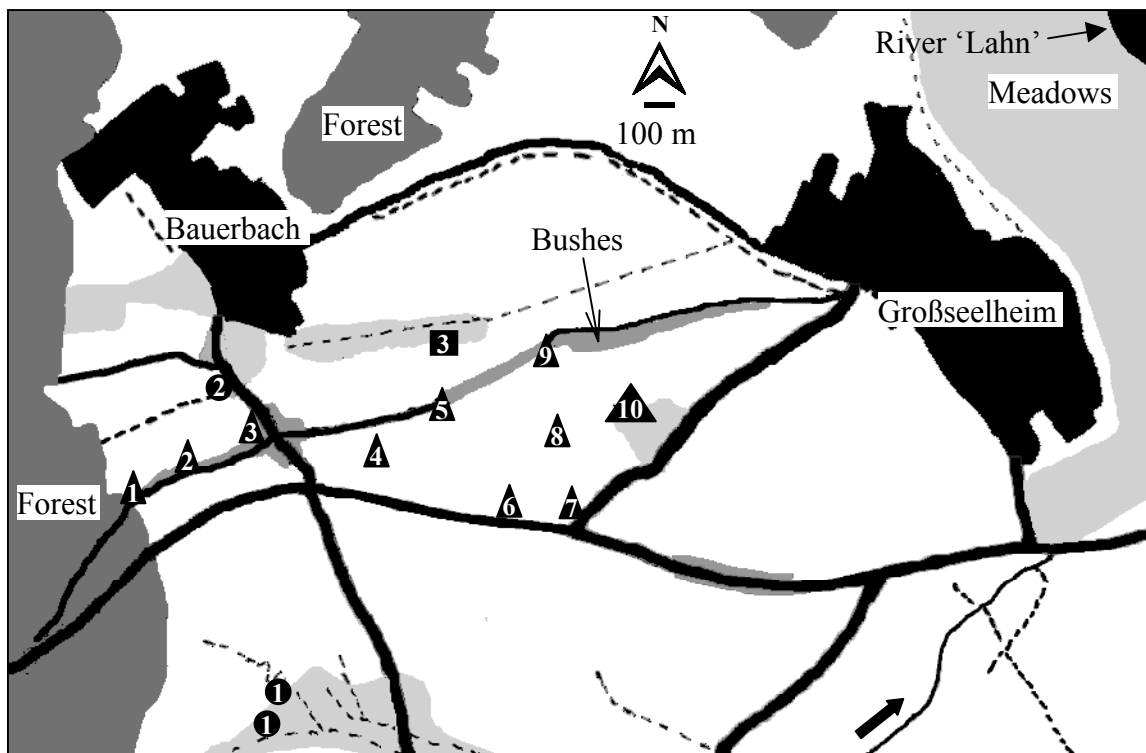 River ‘Lahn’
N
Meadows
Forest
100 m
Bauerbach
Bushes
Großseelheim
3
9
2
5
10
3
8
4
2
1
Forest
6
7
1
1